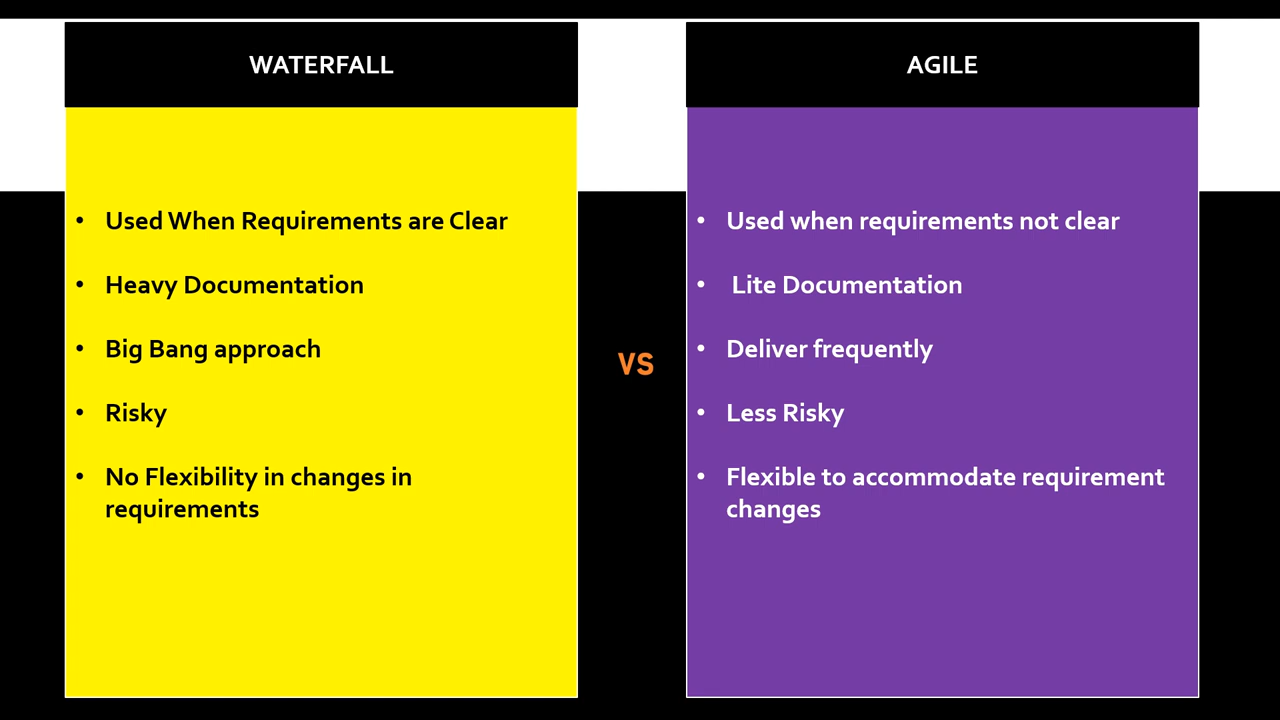 WATERFALL
• Used When Requirements are Clear
• Heavy Documentation
• Big Bang approach
• Risky
• No Flexibility in changes in
requirements
VS
AGILE
• Used when requirements not clear
• Lite Documentation
• Deliver frequently
• Less Risky
• Flexible to accommodate requirement
changes